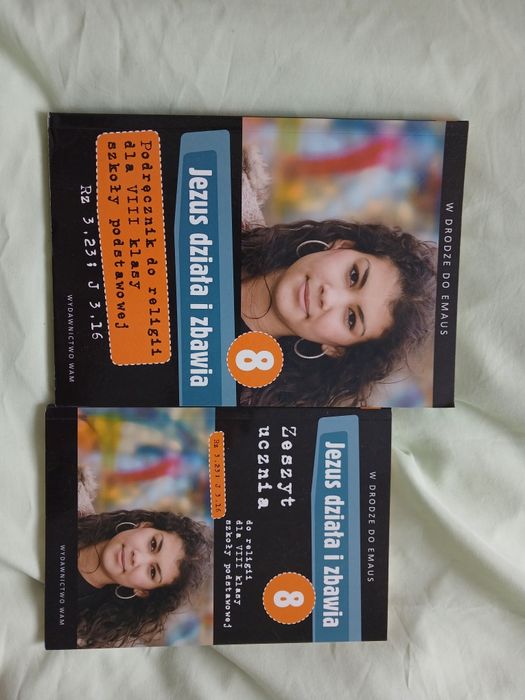 W DRODZE DO EMAUS
8
Jezus działa i zbawia
Podręcznik do religii
dla VIII klasy
szkoły podstawowej
Rz 3,23; J 3,16
WYDAWNICTWO WAM
W DRODZE DO EMAUS
Jezus działa i zbawia
8
Zeszyt
ucznia
do religii
dla VIII klasy
szkoły podstawowej
Rz 3,23; J 3,16
WYDAWNICTWO WAM